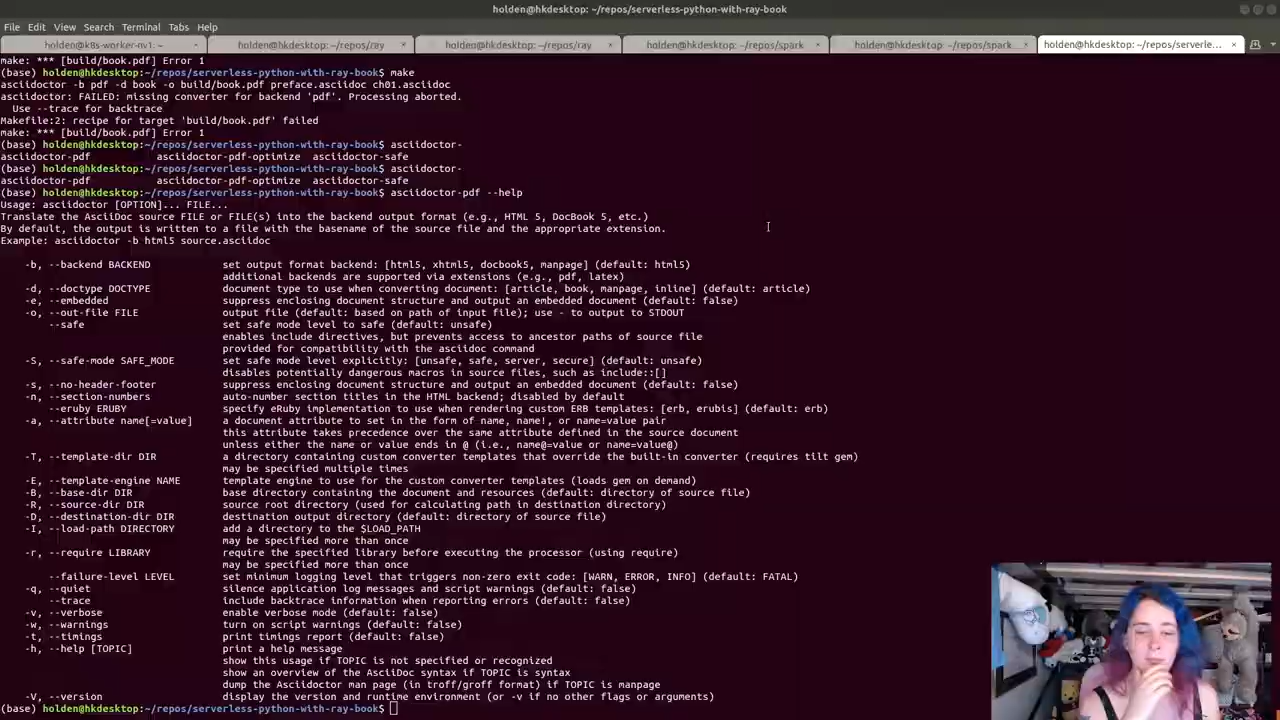 holden@hkdesktop: ~/repos/serverless-python-with-ray-book
File Edit View Search Terminal Tabs Help
holden@k8s-worker-nv1: ~ × holden@hkdesktop: ~/repos/ray × holden@hkdesktop: ~/repos/ray × holden@hkdesktop: ~/repos/spark × holden@hkdesktop: ~/repos/spark... × holden@hkdesktop: ~/repos/serverle... ×
make: *** [build/book.pdf] Error 1
(base) holden@hkdesktop:~/repos/serverless-python-with-ray-book$ make
asciidoctor -b pdf -d book -o build/book.pdf preface.asciidoc ch01.asciidoc
asciidoctor: FAILED: missing converter for backend 'pdf'. Processing aborted.
  Use --trace for backtrace
Makefile:2: recipe for target 'build/book.pdf' failed
make: *** [build/book.pdf] Error 1
(base) holden@hkdesktop:~/repos/serverless-python-with-ray-book$ asciidoctor-
asciidoctor-pdf           asciidoctor-pdf-optimize  asciidoctor-safe
(base) holden@hkdesktop:~/repos/serverless-python-with-ray-book$ asciidoctor-
asciidoctor-pdf           asciidoctor-pdf-optimize  asciidoctor-safe
(base) holden@hkdesktop:~/repos/serverless-python-with-ray-book$ asciidoctor-pdf --help
Usage: asciidoctor [OPTION]... FILE...
Translate the AsciiDoc source FILE or FILE(s) into the backend output format (e.g., HTML 5, DocBook 5, etc.)
By default, the output is written to a file with the basename of the source file and the appropriate extension.
Example: asciidoctor -b html5 source.asciidoc
-b, --backend BACKEND set output format backend: [html5, xhtml5, docbook5, manpage] (default: html5)
additional backends are supported via extensions (e.g., pdf, latex)
-d, --doctype DOCTYPE document type to use when converting document: [article, book, manpage, inline] (default: article)
-e, --embedded suppress enclosing document structure and output an embedded document (default: false)
-o, --out-file FILE output file (default: based on path of input file); use - to output to STDOUT
--safe set safe mode level to safe (default: unsafe)
enables include directives, but prevents access to ancestor paths of source file
provided for compatibility with the asciidoc command
-S, --safe-mode SAFE_MODE set safe mode level explicitly: [unsafe, safe, server, secure] (default: unsafe)
disables potentially dangerous macros in source files, such as include::[]
-s, --no-header-footer suppress enclosing document structure and output an embedded document (default: false)
-n, --section-numbers auto-number section titles in the HTML backend; disabled by default
--eruby ERUBY specify eRuby implementation to use when rendering custom ERB templates: [erb, erubis] (default: erb)
-a, --attribute name[=value] a document attribute to set in the form of name, name!, or name=value pair
this attribute takes precedence over the same attribute defined in the source document
unless either the name or value ends in @ (i.e., name@=value or name=value@)
-T, --template-dir DIR a directory containing custom converter templates that override the built-in converter (requires tilt gem)
may be specified multiple times
-E, --template-engine NAME template engine to use for the custom converter templates (loads gem on demand)
-B, --base-dir DIR base directory containing the document and resources (default: directory of source file)
-R, --source-dir DIR source root directory (used for calculating path in destination directory)
-D, --destination-dir DIR destination output directory (default: directory of source file)
-I, --load-path DIRECTORY add a directory to the $LOAD_PATH
may be specified more than once
-r, --require LIBRARY require the specified library before executing the processor (using require)
may be specified more than once
--failure-level LEVEL set minimum logging level that triggers non-zero exit code: [WARN, ERROR, INFO] (default: FATAL)
-q, --quiet silence application log messages and script warnings (default: false)
--trace include backtrace information when reporting errors (default: false)
-v, --verbose enable verbose mode (default: false)
-w, --warnings turn on script warnings (default: false)
-t, --timings print timings report (default: false)
-h, --help [TOPIC] print a help message
show this usage if TOPIC is not specified or recognized
show an overview of the AsciiDoc syntax if TOPIC is syntax
dump the Asciidoctor man page (in troff/groff format) if TOPIC is manpage
-V, --version display the version and runtime environment (or -v if no other flags or arguments)
(base) holden@hkdesktop:~/repos/serverless-python-with-ray-book$